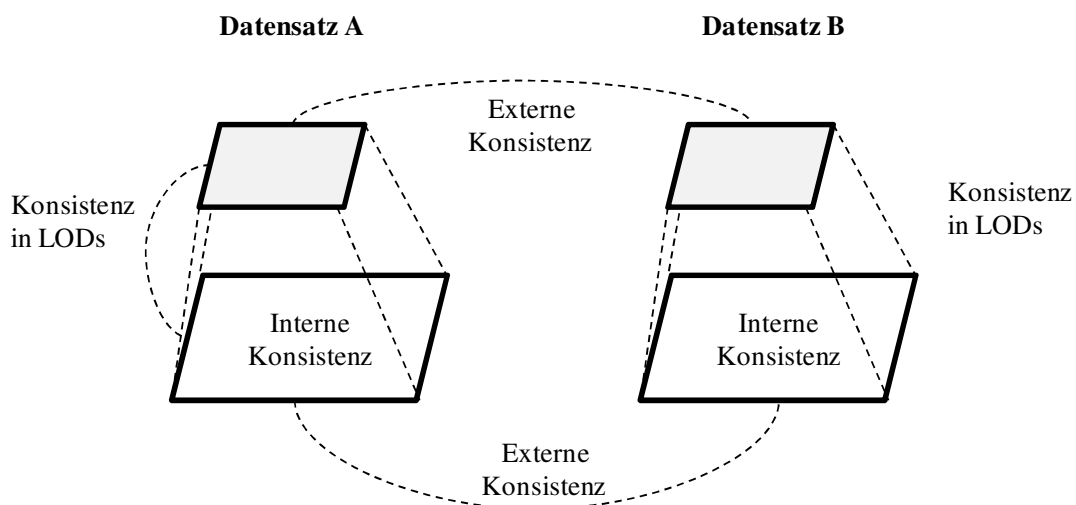 Datensatz A
Datensatz B
Externe
Konsistenz
Konsistenz
in LODs
Konsistenz
in LODs
Interne
Konsistenz
Interne
Konsistenz
Externe
Konsistenz